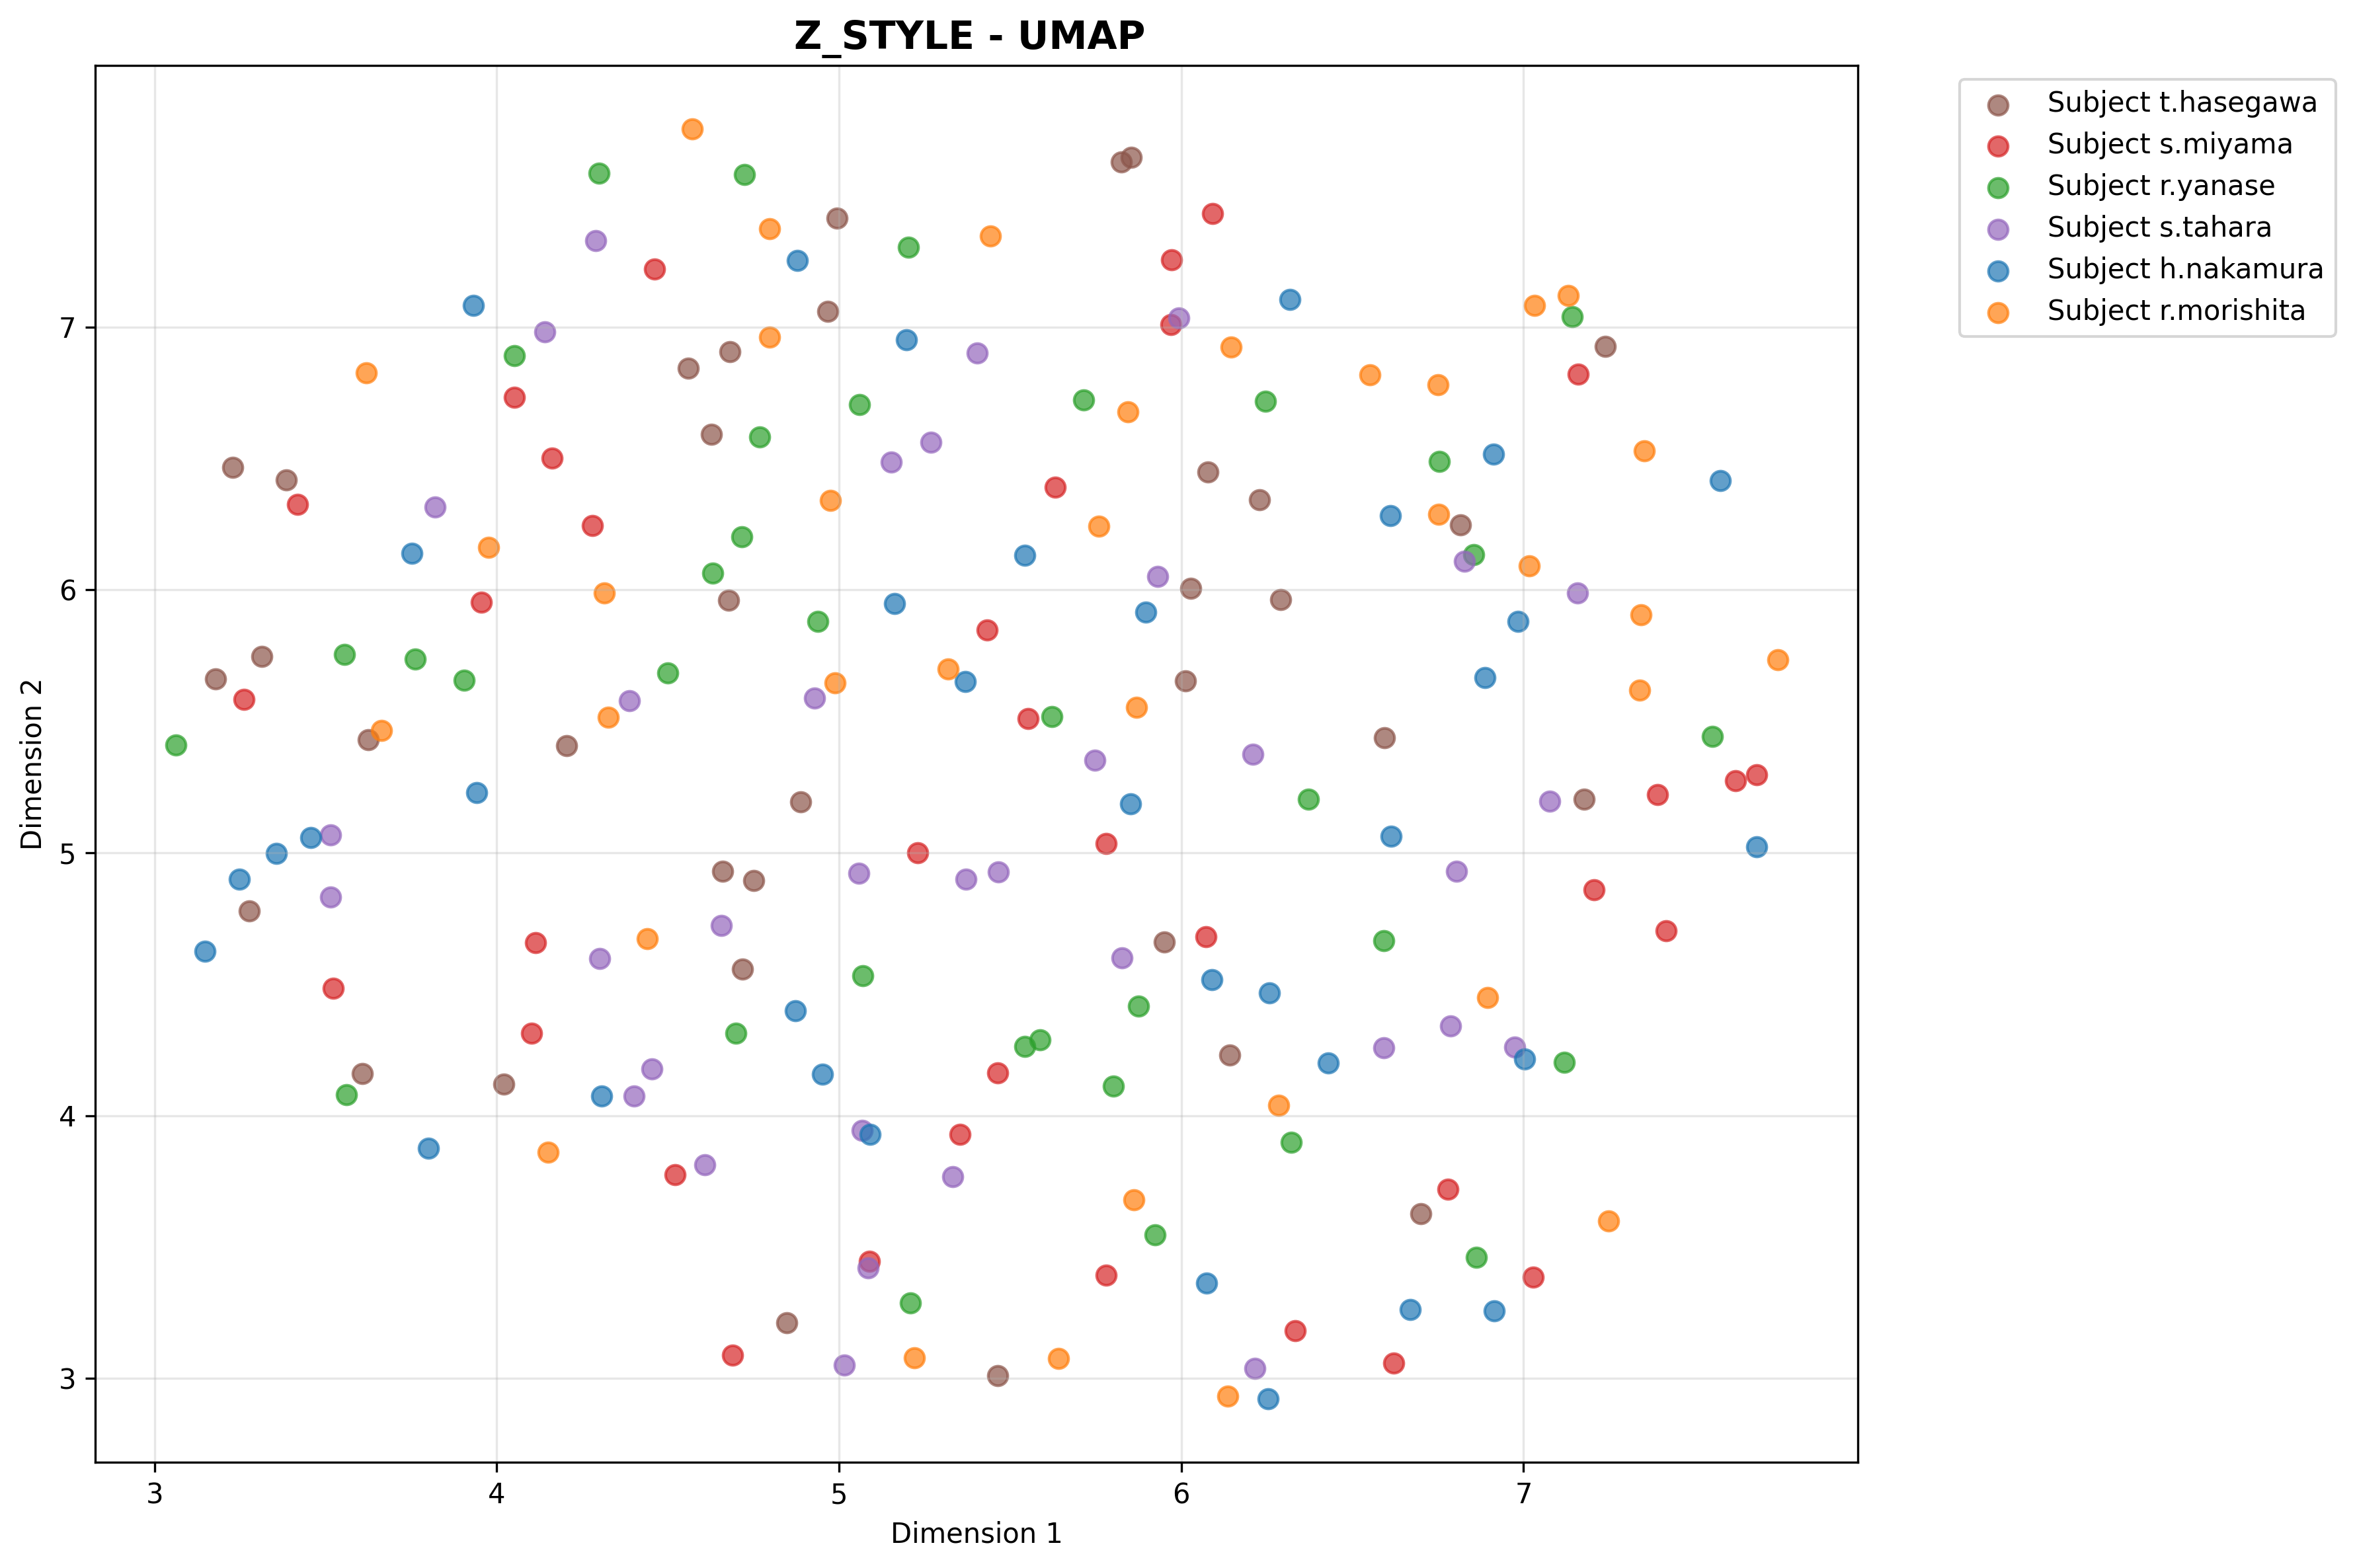 Z_STYLE - UMAP
Subject t.hasegawa
Subject s.miyama
Subject r.yanase
Subject s.tahara
Subject h.nakamura
Subject r.morishita
Dimension 2
7
6
5
4
3
3 4 5 6 7
Dimension 1